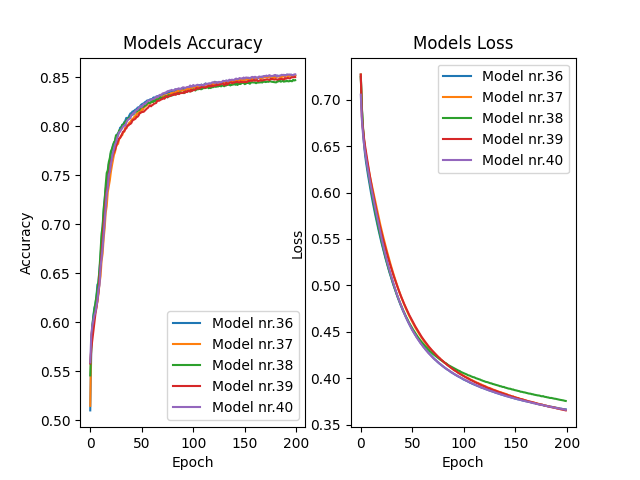 Models Accuracy
Accuracy
0.85
0.80
0.75
0.70
0.65
0.60
0.55
0.50
0
50
100
150
200
Epoch
Model nr.36
Model nr.37
Model nr.38
Model nr.39
Model nr.40
Models Loss
Loss
0.70
0.65
0.60
0.55
0.50
0.45
0.40
0.35
0
50
100
150
200
Epoch
Model nr.36
Model nr.37
Model nr.38
Model nr.39
Model nr.40